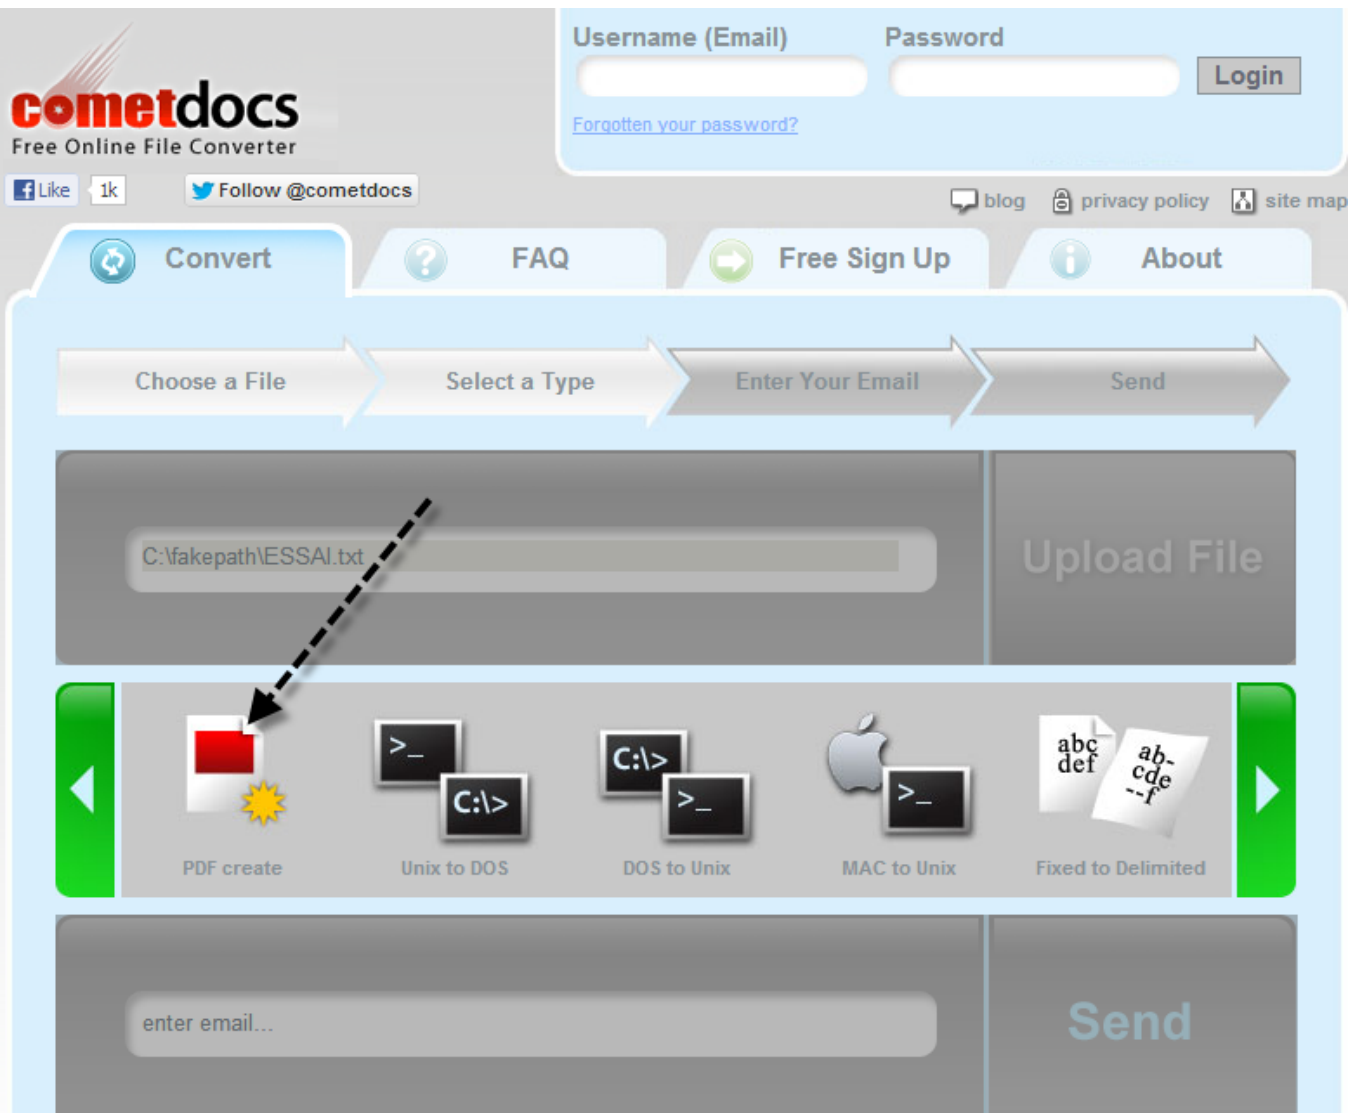 Username (Email) Password
Login
cometdocs
Free Online File Converter
Forgotten your password?
Like 1k Follow @cometdocs
blog privacy policy site map
Convert FAQ Free Sign Up About
Choose a File Select a Type Enter Your Email Send
C:\fakepath\ESSAI.txt Upload File
>_ C:\> C:\> >_ >_ abc def ab-cde--f
PDF create Unix to DOS DOS to Unix MAC to Unix Fixed to Delimited
enter email... Send